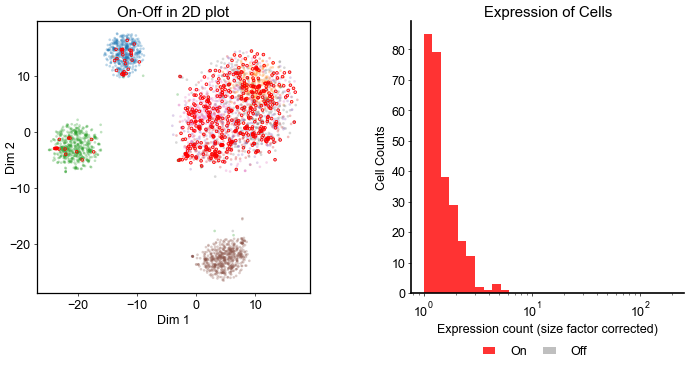 On-Off in 2D plot
Dim 2
10
0
−10
−20
−20
−10
0
10
Dim 1
Expression of Cells
Cell Counts
80
70
60
50
40
30
20
10
0
10^0
10^1
10^2
Expression count (size factor corrected)
On
Off